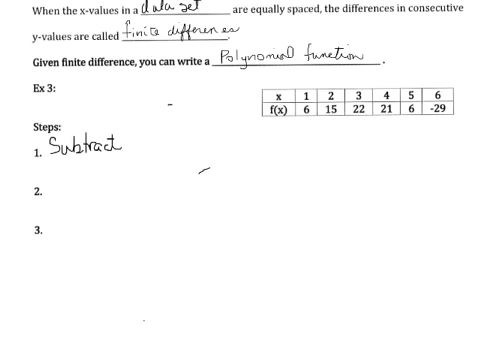 When the x-values in a data set are equally spaced, the differences in consecutive
y-values are called finite differenes.
Given finite difference, you can write a Polynomial function.
Ex 3:
x 1 2 3 4 5 6
f(x) 6 15 22 21 6 -29
Steps:
1. Subtract
2.
3.